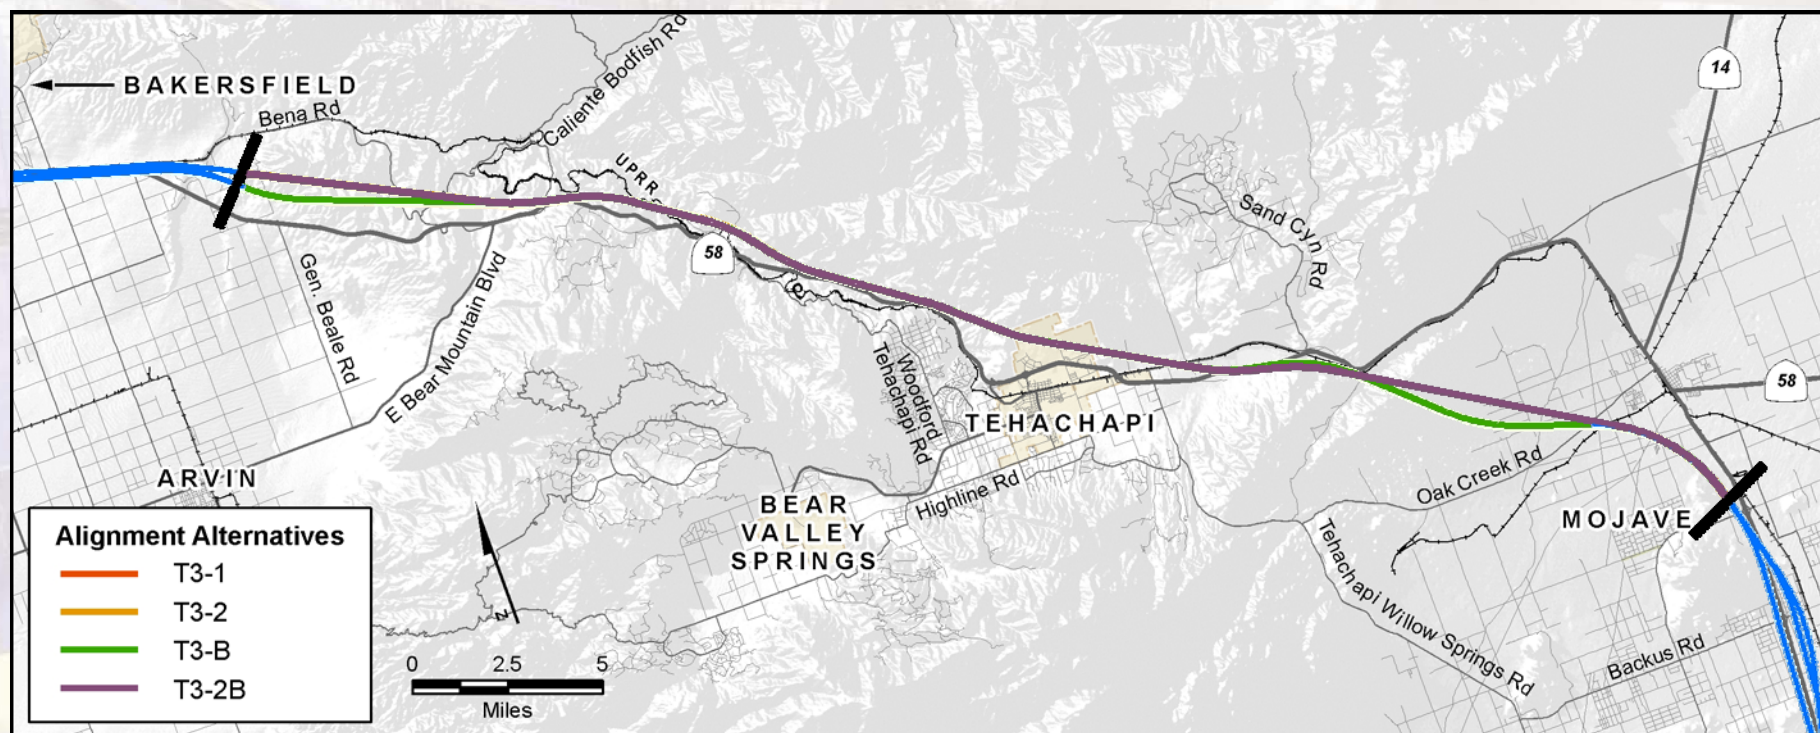 BAKERSFIELD
Bena Rd
Caliente Bodfish Rd
14
UPRR
58
Sand Cyn Rd
Gen. Beale Rd
E Bear Mountain Blvd
Woodford
Tehachapi Rd
TEHACHAPI
58
ARVIN
Highline Rd
Oak Creek Rd
BEAR
VALLEY
SPRINGS
MOJAVE
Tehachapi Willow Springs Rd
Backus Rd
Alignment Alternatives
T3-1
T3-2
T3-B
T3-2B
N
0 2.5 5
Miles